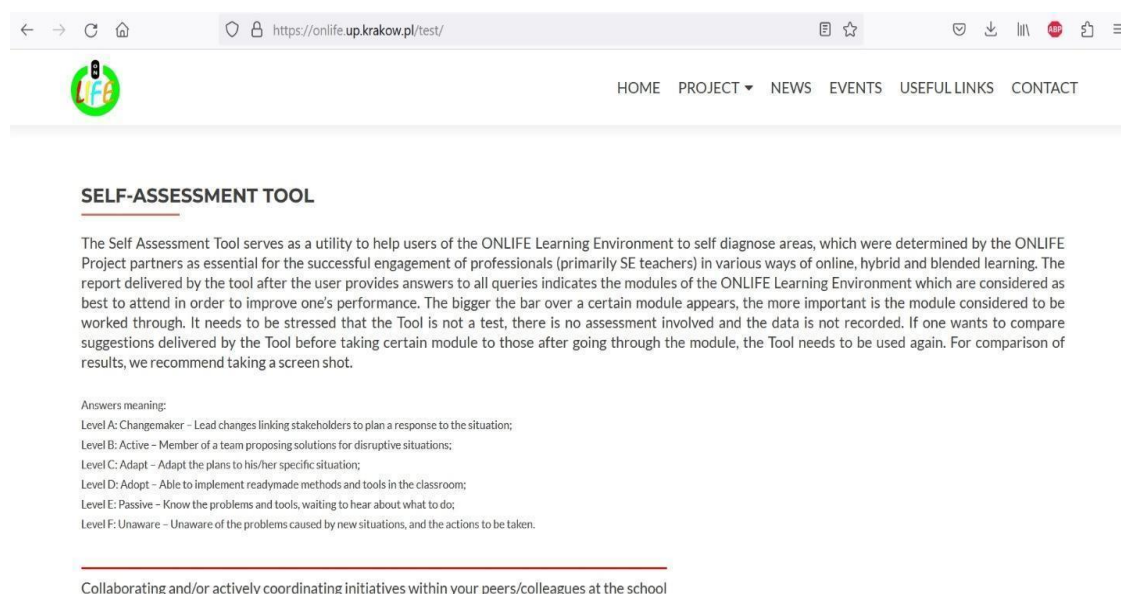 https://onlife.up.krakow.pl/test/
ABP
ON
LIFE
HOME PROJECT NEWS EVENTS USEFUL LINKS CONTACT
SELF-ASSESSMENT TOOL
The Self Assessment Tool serves as a utility to help users of the ONLIFE Learning Environment to self diagnose areas, which were determined by the ONLIFE
Project partners as essential for the successful engagement of professionals (primarily SE teachers) in various ways of online, hybrid and blended learning. The
report delivered by the tool after the user provides answers to all queries indicates the modules of the ONLIFE Learning Environment which are considered as
best to attend in order to improve one's performance. The bigger the bar over a certain module appears, the more important is the module considered to be
worked through. It needs to be stressed that the Tool is not a test, there is no assessment involved and the data is not recorded. If one wants to compare
suggestions delivered by the Tool before taking certain module to those after going through the module, the Tool needs to be used again. For comparison of
results, we recommend taking a screen shot.
Answers meaning:
Level A: Changemaker – Lead changes linking stakeholders to plan a response to the situation;
Level B: Active – Member of a team proposing solutions for disruptive situations;
Level C: Adapt – Adapt the plans to his/her specific situation;
Level D: Adopt – Able to implement readymade methods and tools in the classroom;
Level E: Passive – Know the problems and tools, waiting to hear about what to do;
Level F: Unaware – Unaware of the problems caused by new situations, and the actions to be taken.
Collaborating and/or actively coordinating initiatives within your peers/colleagues at the school